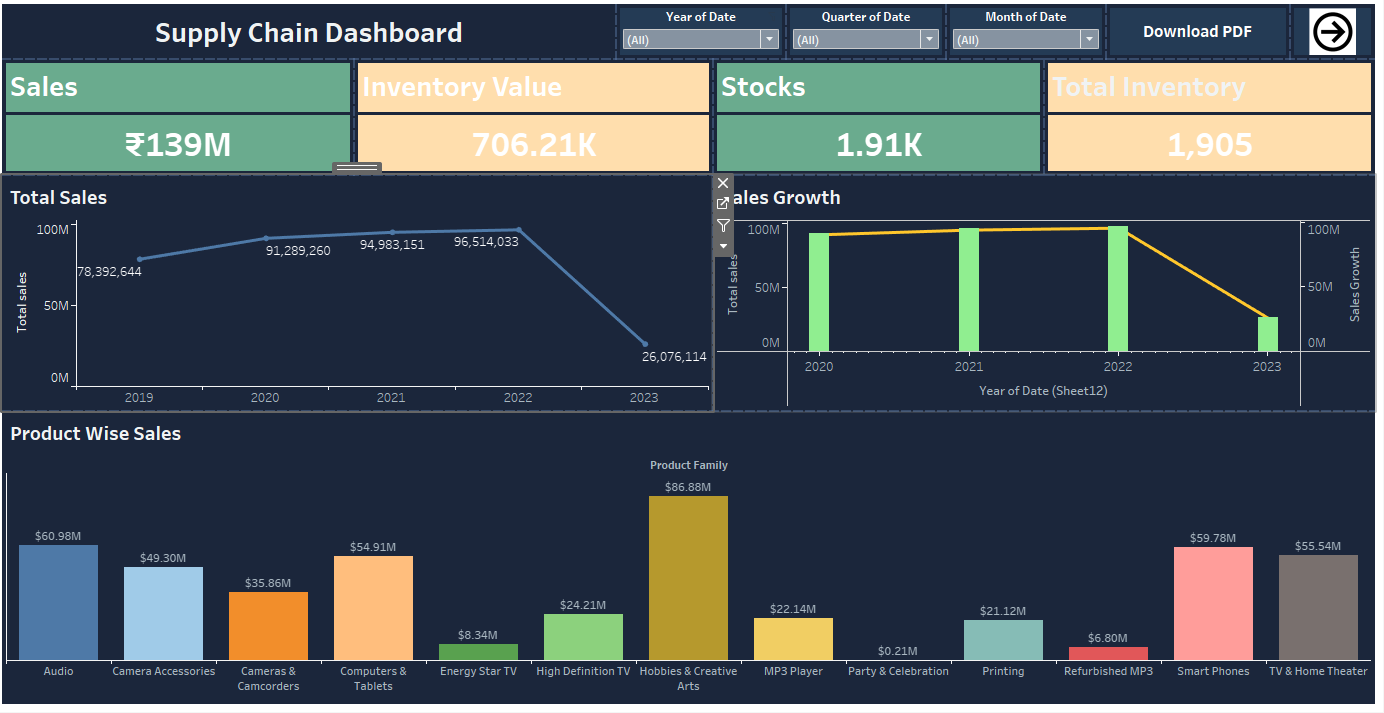 Supply Chain Dashboard
Year of Date
(All)
Quarter of Date
(All)
Month of Date
(All)
Download PDF
Sales
₹139M
Inventory Value
706.21K
Stocks
1.91K
Total Inventory
1,905
Total Sales
Total sales
100M
50M
0M
78,392,644
91,289,260
94,983,151
96,514,033
26,076,114
2019
2020
2021
2022
2023
ales Growth
Total sales
100M
50M
0M
100M
50M
0M
Sales Growth
2020
2021
2022
2023
Year of Date (Sheet12)
Product Wise Sales
Product Family
$60.98M
$49.30M
$35.86M
$54.91M
$8.34M
$24.21M
$86.88M
$22.14M
$0.21M
$21.12M
$6.80M
$59.78M
$55.54M
Audio
Camera Accessories
Cameras &
Camcorders
Computers &
Tablets
Energy Star TV
High Definition TV
Hobbies & Creative
Arts
MP3 Player
Party & Celebration
Printing
Refurbished MP3
Smart Phones
TV & Home Theater